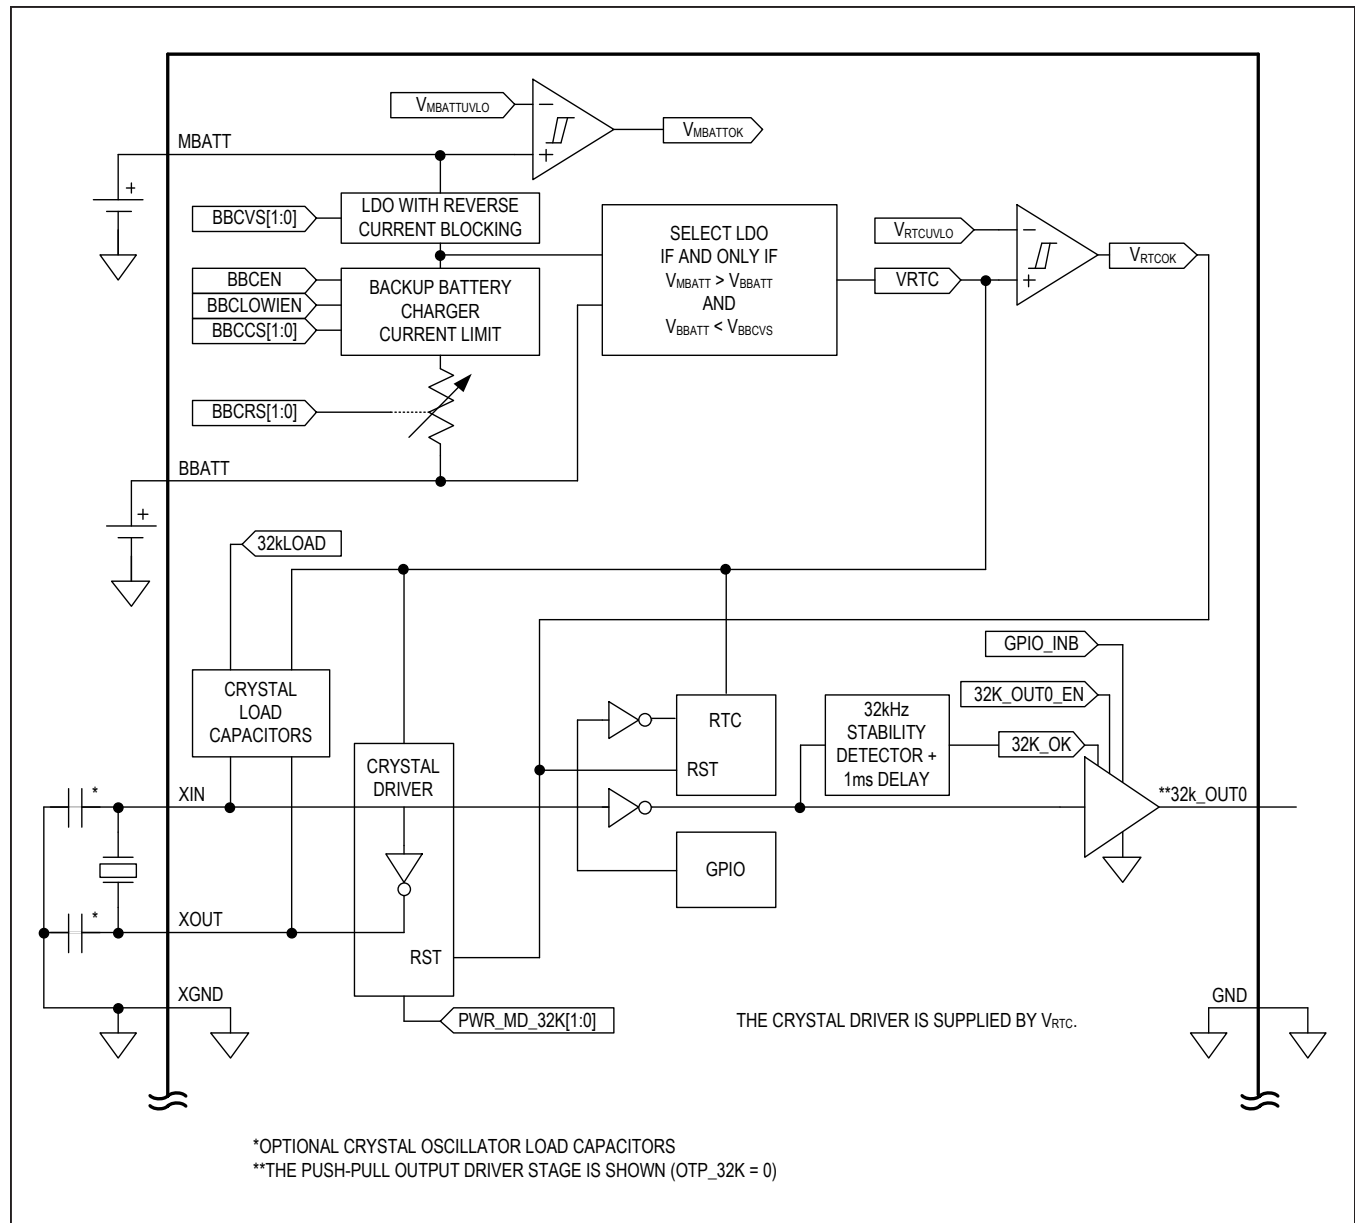 VMBATTUVLO
−
VMBATTOK
MBATT
+
+
LDO WITH REVERSE
CURRENT BLOCKING
BBCVS[1:0]
SELECT LDO
IF AND ONLY IF
VMBATT > VBBATT
AND
VBBATT < VBBCVS
VRTCUVLO
−
VRTCOK
VRTC
+
BBCEN
BBCLOWIEN
BBCCS[1:0]
BACKUP BATTERY
CHARGER
CURRENT LIMIT
BBCRS[1:0]
BBATT
+
32kLOAD
GPIO_INB
CRYSTAL
LOAD
CAPACITORS
32K_OUT0_EN
RTC
RST
32kHz
STABILITY
DETECTOR +
1ms DELAY
32K_OK
CRYSTAL
DRIVER
*
XIN
**32k_OUT0
GPIO
*
XOUT
RST
XGND
GND
PWR_MD_32K[1:0]
THE CRYSTAL DRIVER IS SUPPLIED BY VRTC.
*OPTIONAL CRYSTAL OSCILLATOR LOAD CAPACITORS
**THE PUSH-PULL OUTPUT DRIVER STAGE IS SHOWN (OTP_32K = 0)